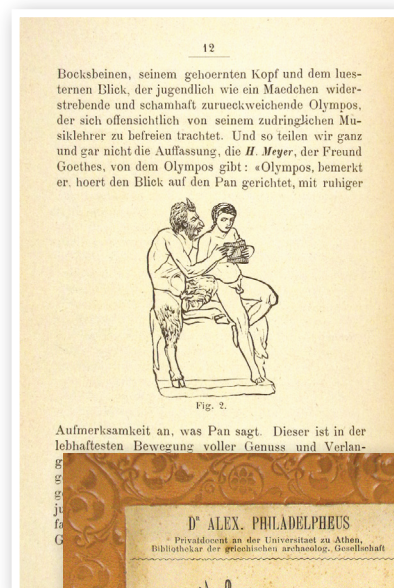 12
Bocksbeinen, seinem gehoernten Kopf und dem lues-
ternen Blick, der jugendlich wie ein Maedchen wider-
strebende und schamhaft zurueckweichende Olympos,
der sich offensichtlich von seinem zudringlichen Mu-
siklehrer zu befreien trachtet. Und so teilen wir ganz
und gar nicht die Auffassung, die H. Meyer, der Freund
Goethes, von dem Olympos gibt: «Olympos, bemerkt
er, hoert den Blick auf den Pan gerichtet, mit ruhiger
Fig. 2.
Aufmerksamkeit an, was Pan sagt. Dieser ist in der
lebhaftesten Bewegung voller Genuss und Verlan-
Dr ALEX. PHILADELPHEUS
Privatdocent an der Universitaet zu Athen,
Bibliothekar der griechischen archaeolog. Gesellschaft